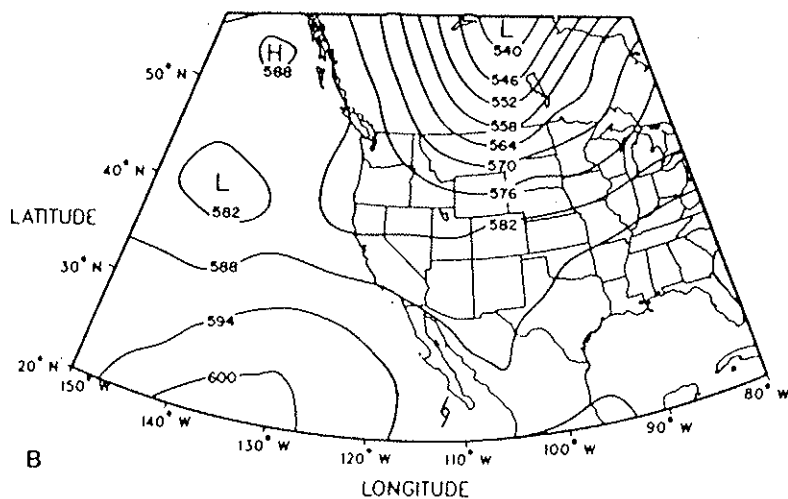 H
588
L
540
546
552
558
564
570
576
582
L
582
588
594
600
50° N
40° N
LATITUDE
30° N
20° N
150° W
140° W
130° W
120° W
110° W
100° W
90° W
80° W
B
LONGITUDE